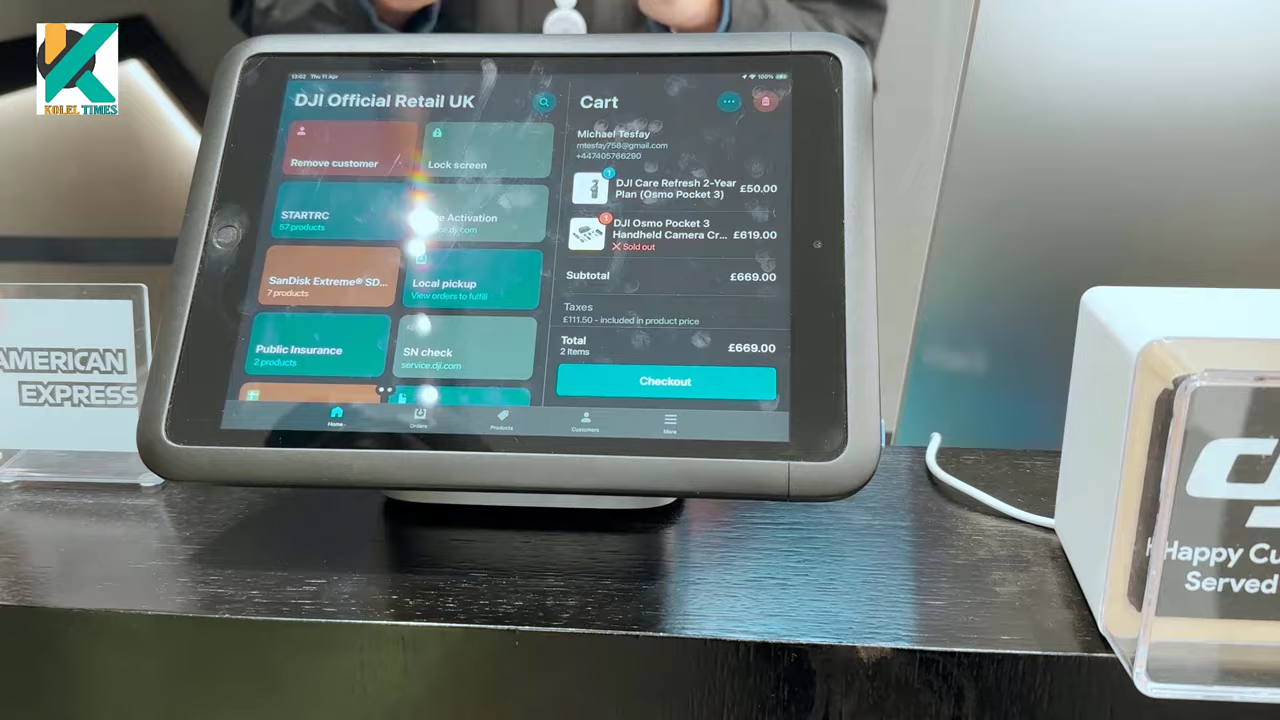 KOLEL TIMES
13:02 Thu 11 Apr
100%
DJI Official Retail UK
Remove customer
Lock screen
STARTRC
57 products
Activation
.dji.com
SanDisk Extreme® SD...
7 products
Local pickup
View orders to fulfill
Public Insurance
2 products
SN check
service.dji.com
Home
Orders
Products
Customers
More
Cart
Michael Tesfay
mtesfay758@gmail.com
+447405766290
1
DJI Care Refresh 2-Year
Plan (Osmo Pocket 3)
£50.00
1
DJI Osmo Pocket 3
Handheld Camera Cr...
£619.00
Sold out
Subtotal
£669.00
Taxes
£111.50 - included in product price
Total
£669.00
2 Items
Checkout
AMERICAN
EXPRESS
Happy Cu
Served